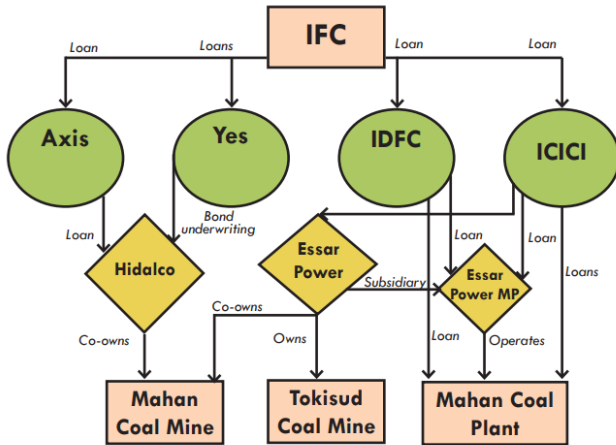 IFC
Loan
Loans
Loan
Loan
Axis
Yes
IDFC
ICICI
Loan
Bond
underwriting
Loan
Loan
Loans
Hidalco
Essar
Power
Subsidiary
Essar
Power MP
Co-owns
Co-owns
Owns
Loan
Operates
Mahan
Coal Mine
Tokisud
Coal Mine
Mahan Coal
Plant